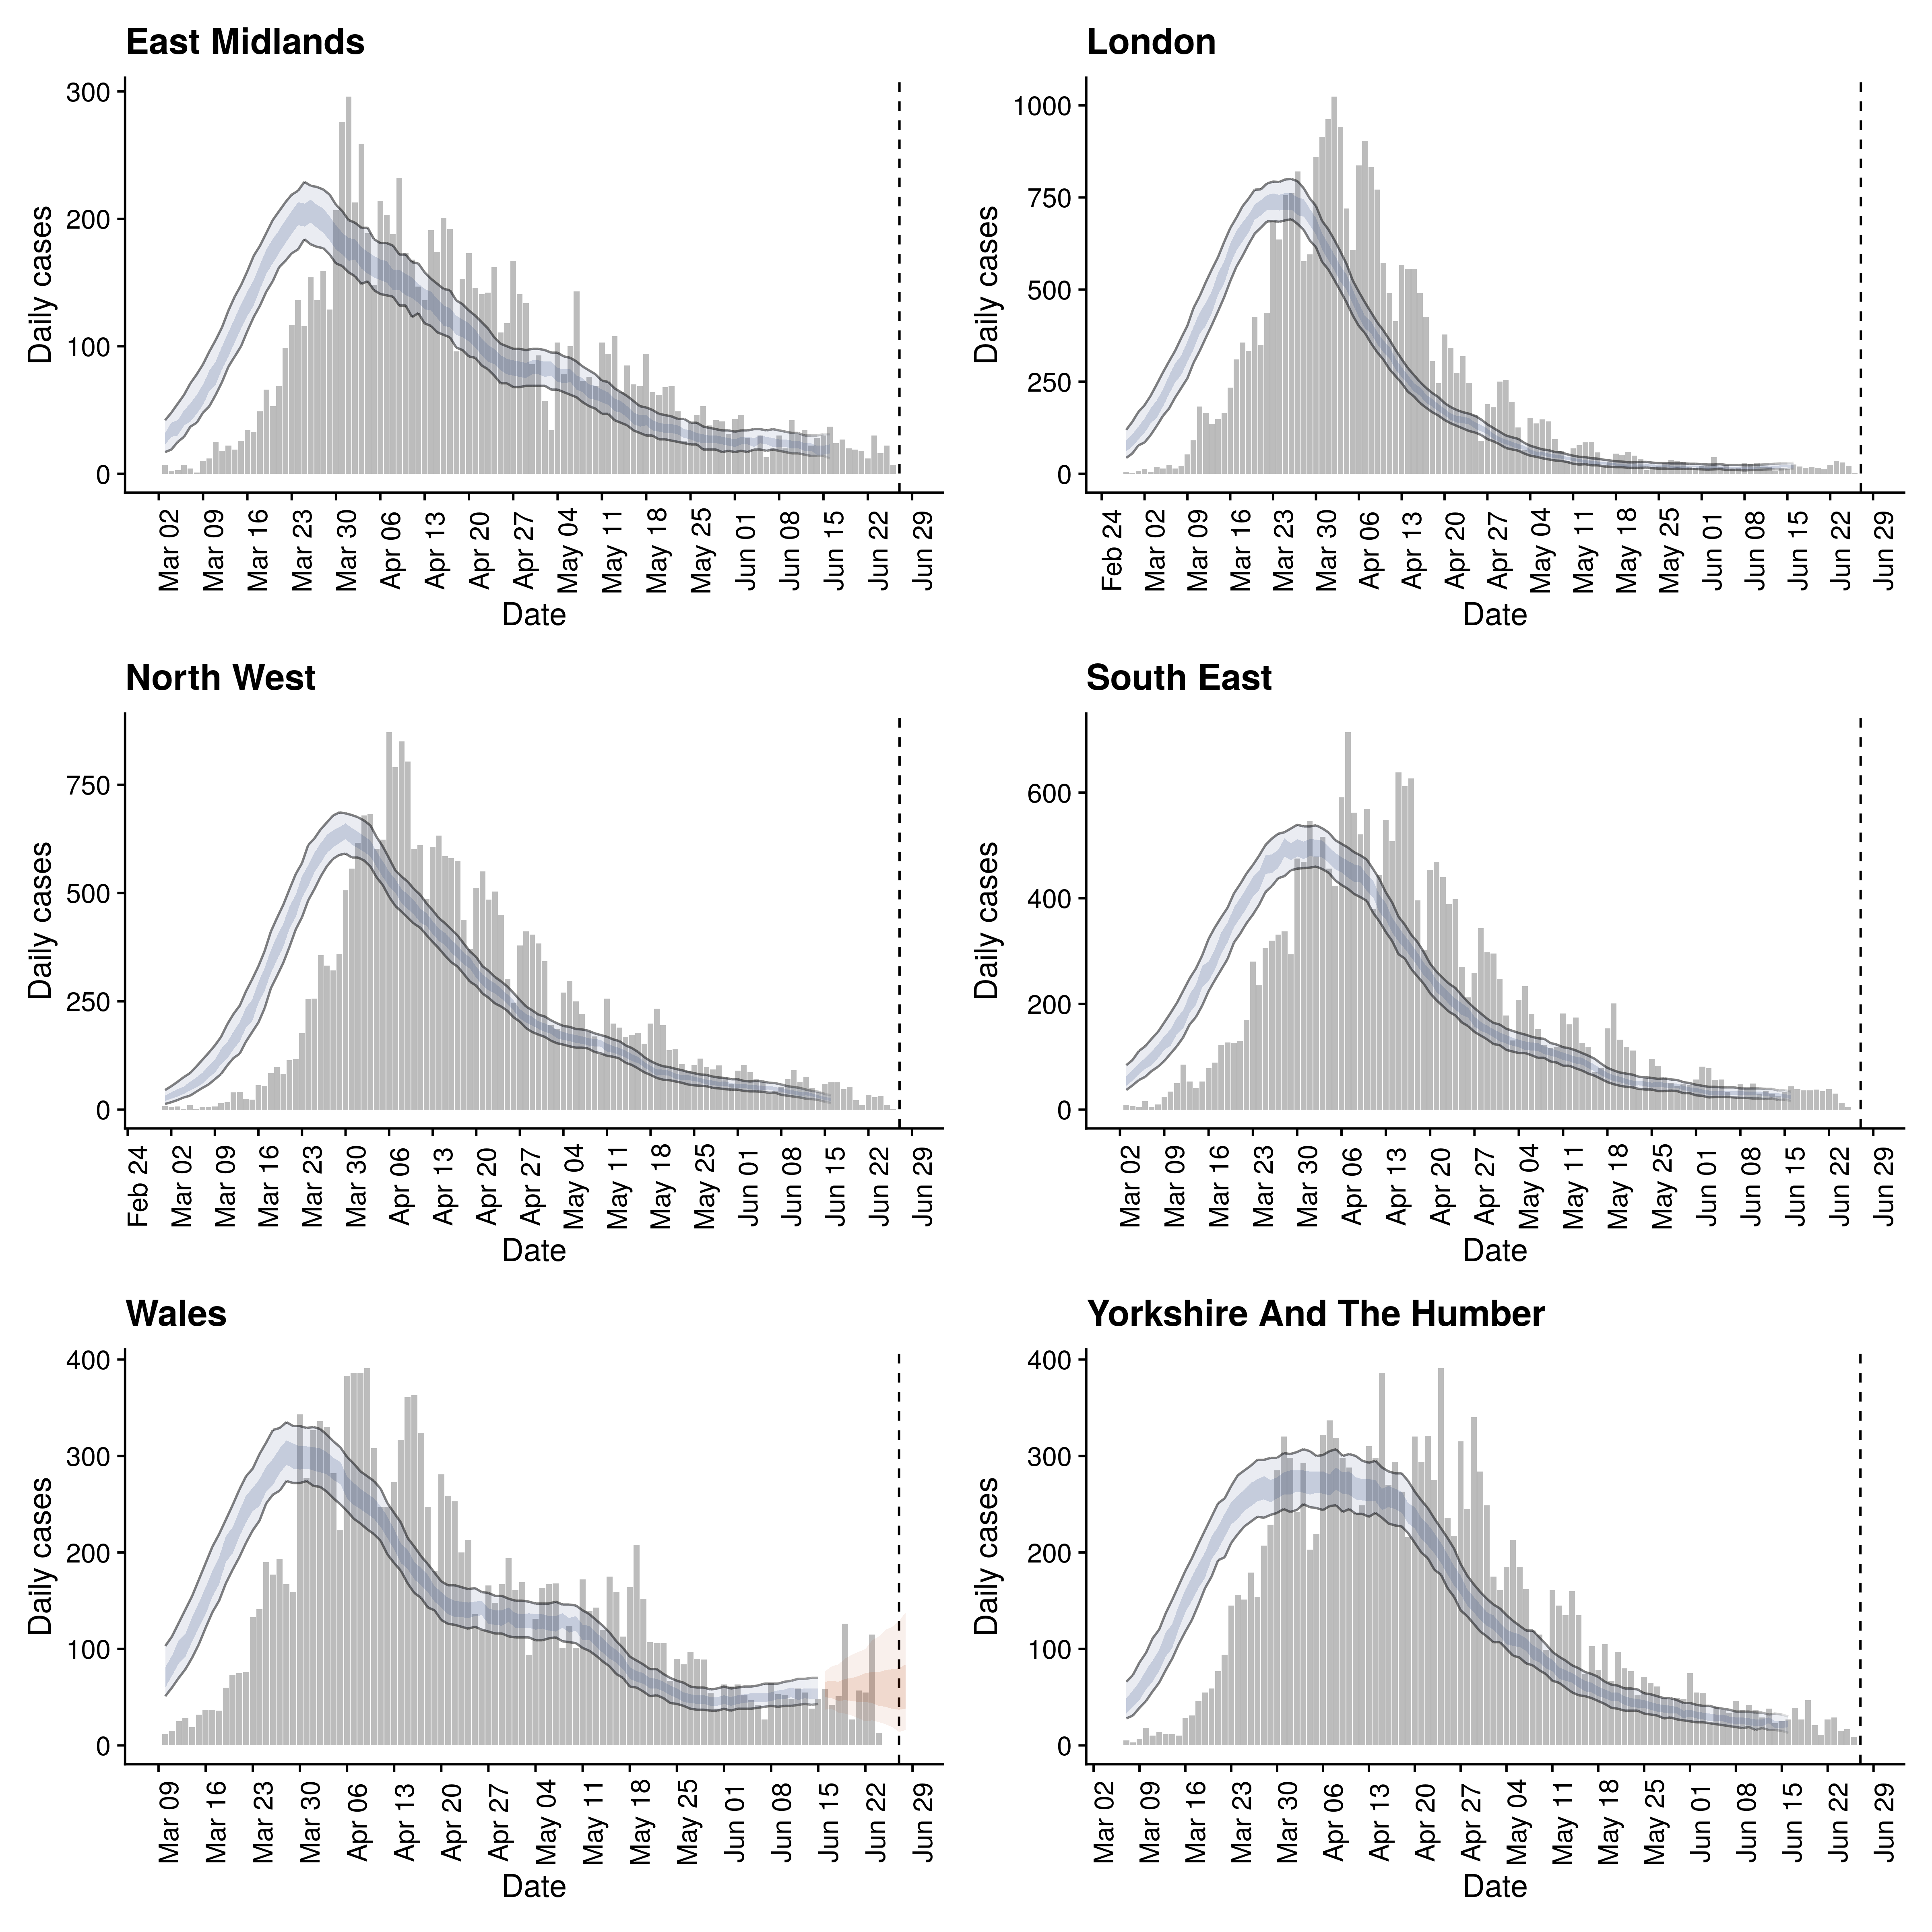 East Midlands
Daily cases
300
200
100
0
Mar 02
Mar 09
Mar 16
Mar 23
Mar 30
Apr 06
Apr 13
Apr 20
Apr 27
May 04
May 11
May 18
May 25
Jun 01
Jun 08
Jun 15
Jun 22
Jun 29
Date
London
Daily cases
1000
750
500
250
0
Feb 24
Mar 02
Mar 09
Mar 16
Mar 23
Mar 30
Apr 06
Apr 13
Apr 20
Apr 27
May 04
May 11
May 18
May 25
Jun 01
Jun 08
Jun 15
Jun 22
Jun 29
Date
North West
Daily cases
750
500
250
0
Feb 24
Mar 02
Mar 09
Mar 16
Mar 23
Mar 30
Apr 06
Apr 13
Apr 20
Apr 27
May 04
May 11
May 18
May 25
Jun 01
Jun 08
Jun 15
Jun 22
Jun 29
Date
South East
Daily cases
600
400
200
0
Mar 02
Mar 09
Mar 16
Mar 23
Mar 30
Apr 06
Apr 13
Apr 20
Apr 27
May 04
May 11
May 18
May 25
Jun 01
Jun 08
Jun 15
Jun 22
Jun 29
Date
Wales
Daily cases
400
300
200
100
0
Mar 09
Mar 16
Mar 23
Mar 30
Apr 06
Apr 13
Apr 20
Apr 27
May 04
May 11
May 18
May 25
Jun 01
Jun 08
Jun 15
Jun 22
Jun 29
Date
Yorkshire And The Humber
Daily cases
400
300
200
100
0
Mar 02
Mar 09
Mar 16
Mar 23
Mar 30
Apr 06
Apr 13
Apr 20
Apr 27
May 04
May 11
May 18
May 25
Jun 01
Jun 08
Jun 15
Jun 22
Jun 29
Date